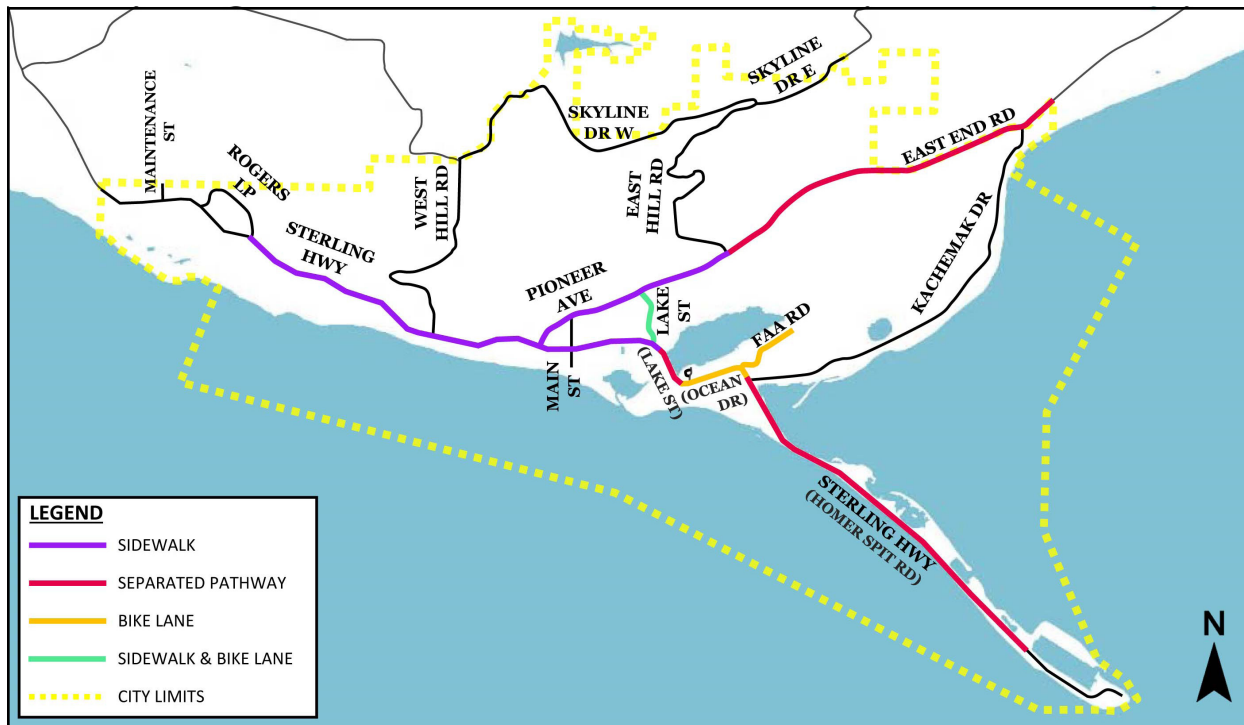 MAINTENANCE
ST
ROGERS
LP
STERLING
HWY
WEST
HILL RD
SKYLINE
DR W
SKYLINE
DR E
EAST
HILL RD
EAST END RD
KACHEMAK DR
PIONEER
AVE
LAKE
ST
FAA RD
MAIN
ST
(LAKE ST)
(OCEAN
DR)
STERLING HWY
(HOMER SPIT RD)
LEGEND
SIDEWALK
SEPARATED PATHWAY
BIKE LANE
SIDEWALK & BIKE LANE
CITY LIMITS
N